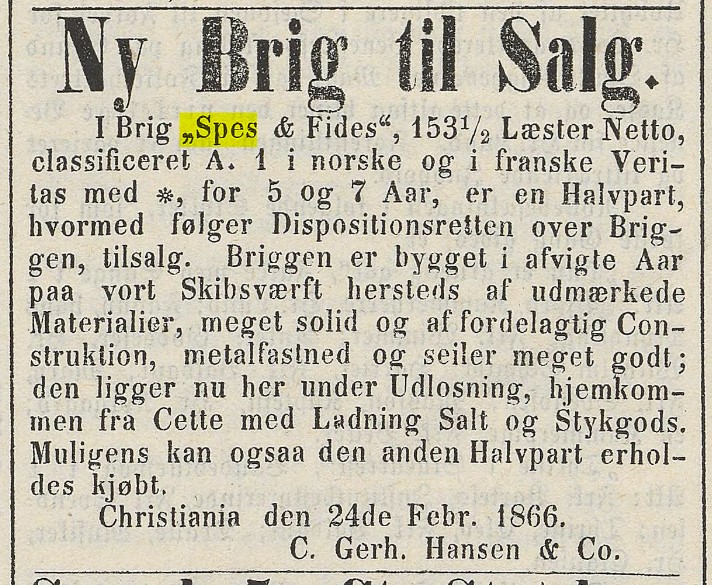 Ny Brig til Salg.
I Brig „Spes & Fides“, 153½ Læster Netto,
classificeret A. 1 i norske og i franske Veri-
tas med *, for 5 og 7 Aar, er en Halvpart,
hvormed følger Dispositionsretten over Brig-
gen, tilsalg. Briggen er bygget i afvigte Aar
paa vort Skibsværft hersteds af udmærkede
Materialier, meget solid og af fordelagtig Con-
struktion, metalfastned og seiler meget godt;
den ligger nu her under Udlosning, hjemkom-
men fra Cette med Ladning Salt og Stykgods.
Muligens kan ogsaa den anden Halvpart erhol-
des kjøbt.
Christiania den 24de Febr. 1866.
C. Gerh. Hansen & Co.